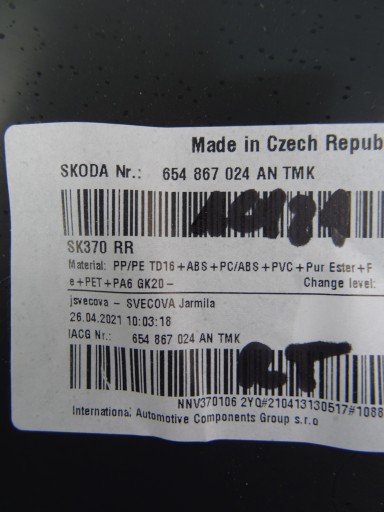 Made in Czech Repub
SKODA Nr.: 654 867 024 AN TMK
SK370 RR
Material: PP/PE TD16+ABS+PC/ABS+PVC+Pur Ester+F
e+PET+PA6 GK20- Change level:
jsvecova - SVECOVA Jarmila
26.04.2021 10:03:18
IACG Nr.: 654 867 024 AN TMK
NNV370106 2YQ#210413130517#1088
International Automotive Components Group s.r.o